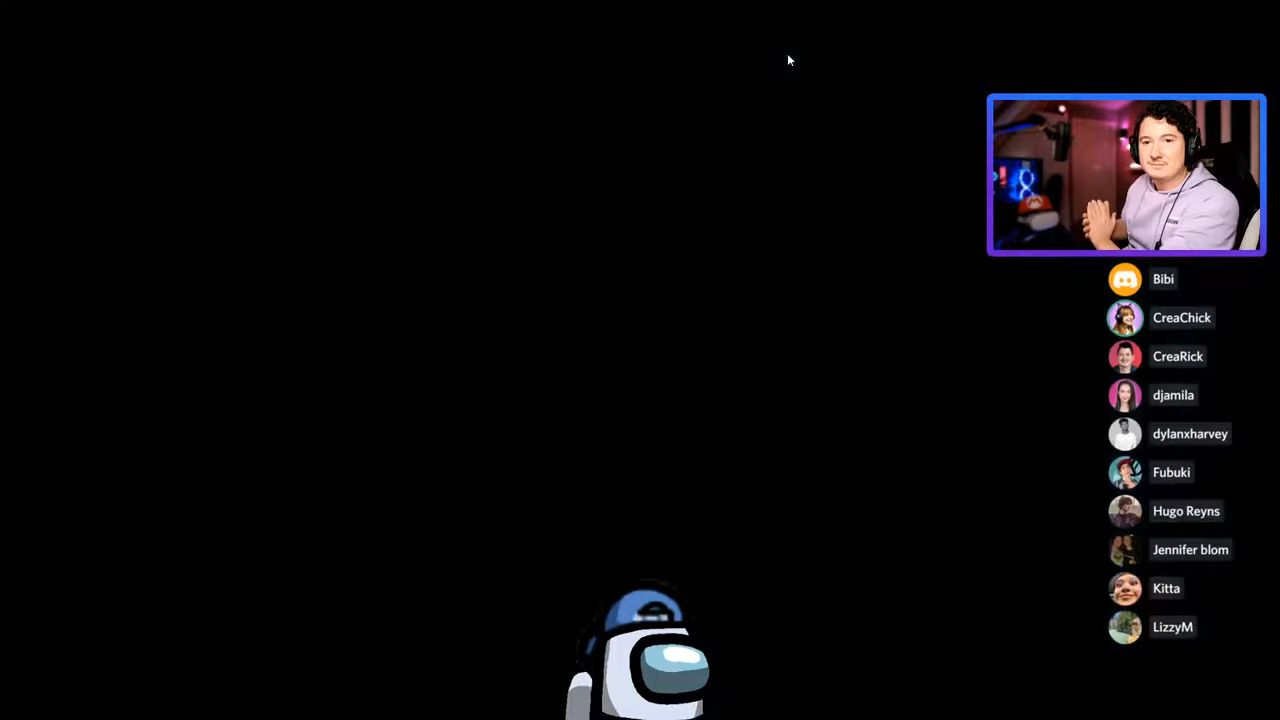 Bibi
CreaChick
CreaRick
djamila
dylanxharvey
Fubuki
Hugo Reyns
Jennifer blom
Kitta
LizzyM